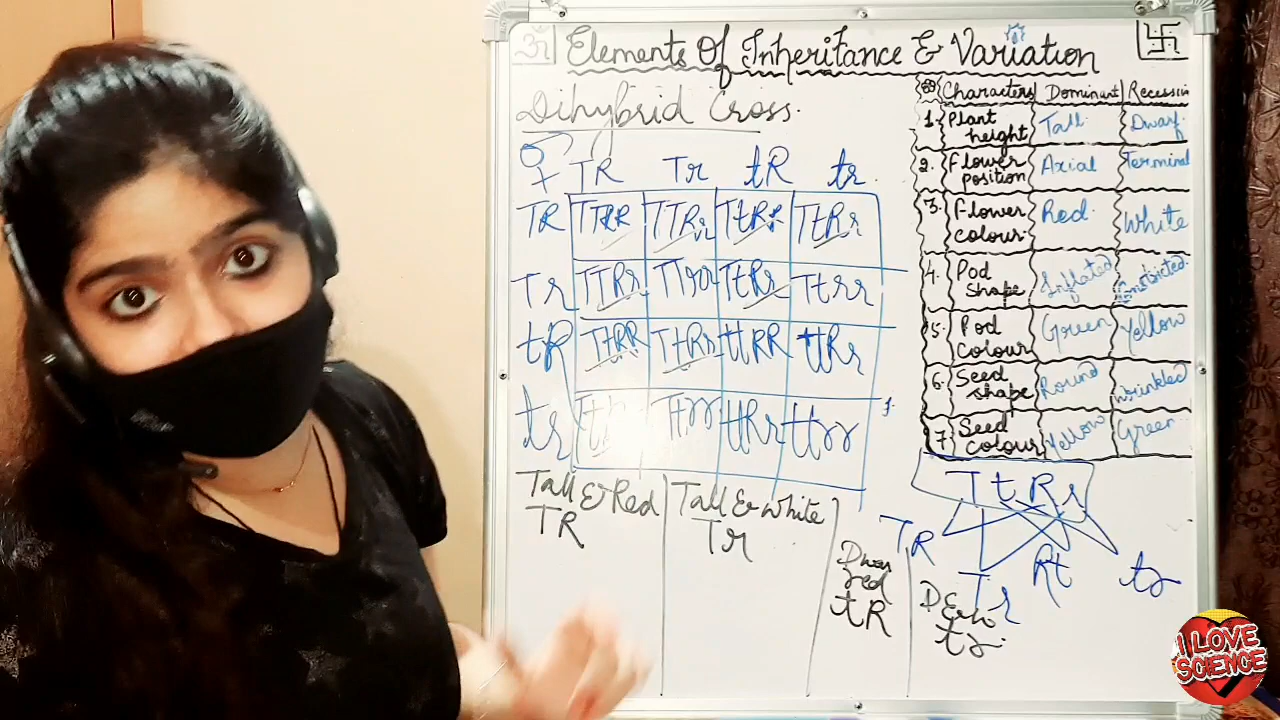 ॐ Elements Of Inheritance & Variation
Dihybrid Cross.
TR Tr tR tr.
TR TTRR TTRr TtRr TtRr
Tr TTRr TTrr TtRr Ttrr
tR TtRR TtRr ttRR ttRr
tr Ttrr ttRr ttrr 1.
Tall & Red
TR
Tall & White
Tr
Dwar
red
tR
D & w
tr.
Characters Dominant Recessiv
1. Plant height Tall Dwarf
2. Flower position Axial Terminal
3. Flower colour Red White
4. Pod shape Inflated Constricted
5. Pod colour Green Yellow
6. Seed shape Round Wrinkled
7. Seed colour Yellow Green
TtRr
TR Tr Rt tr
I LOVE
SCIENCE